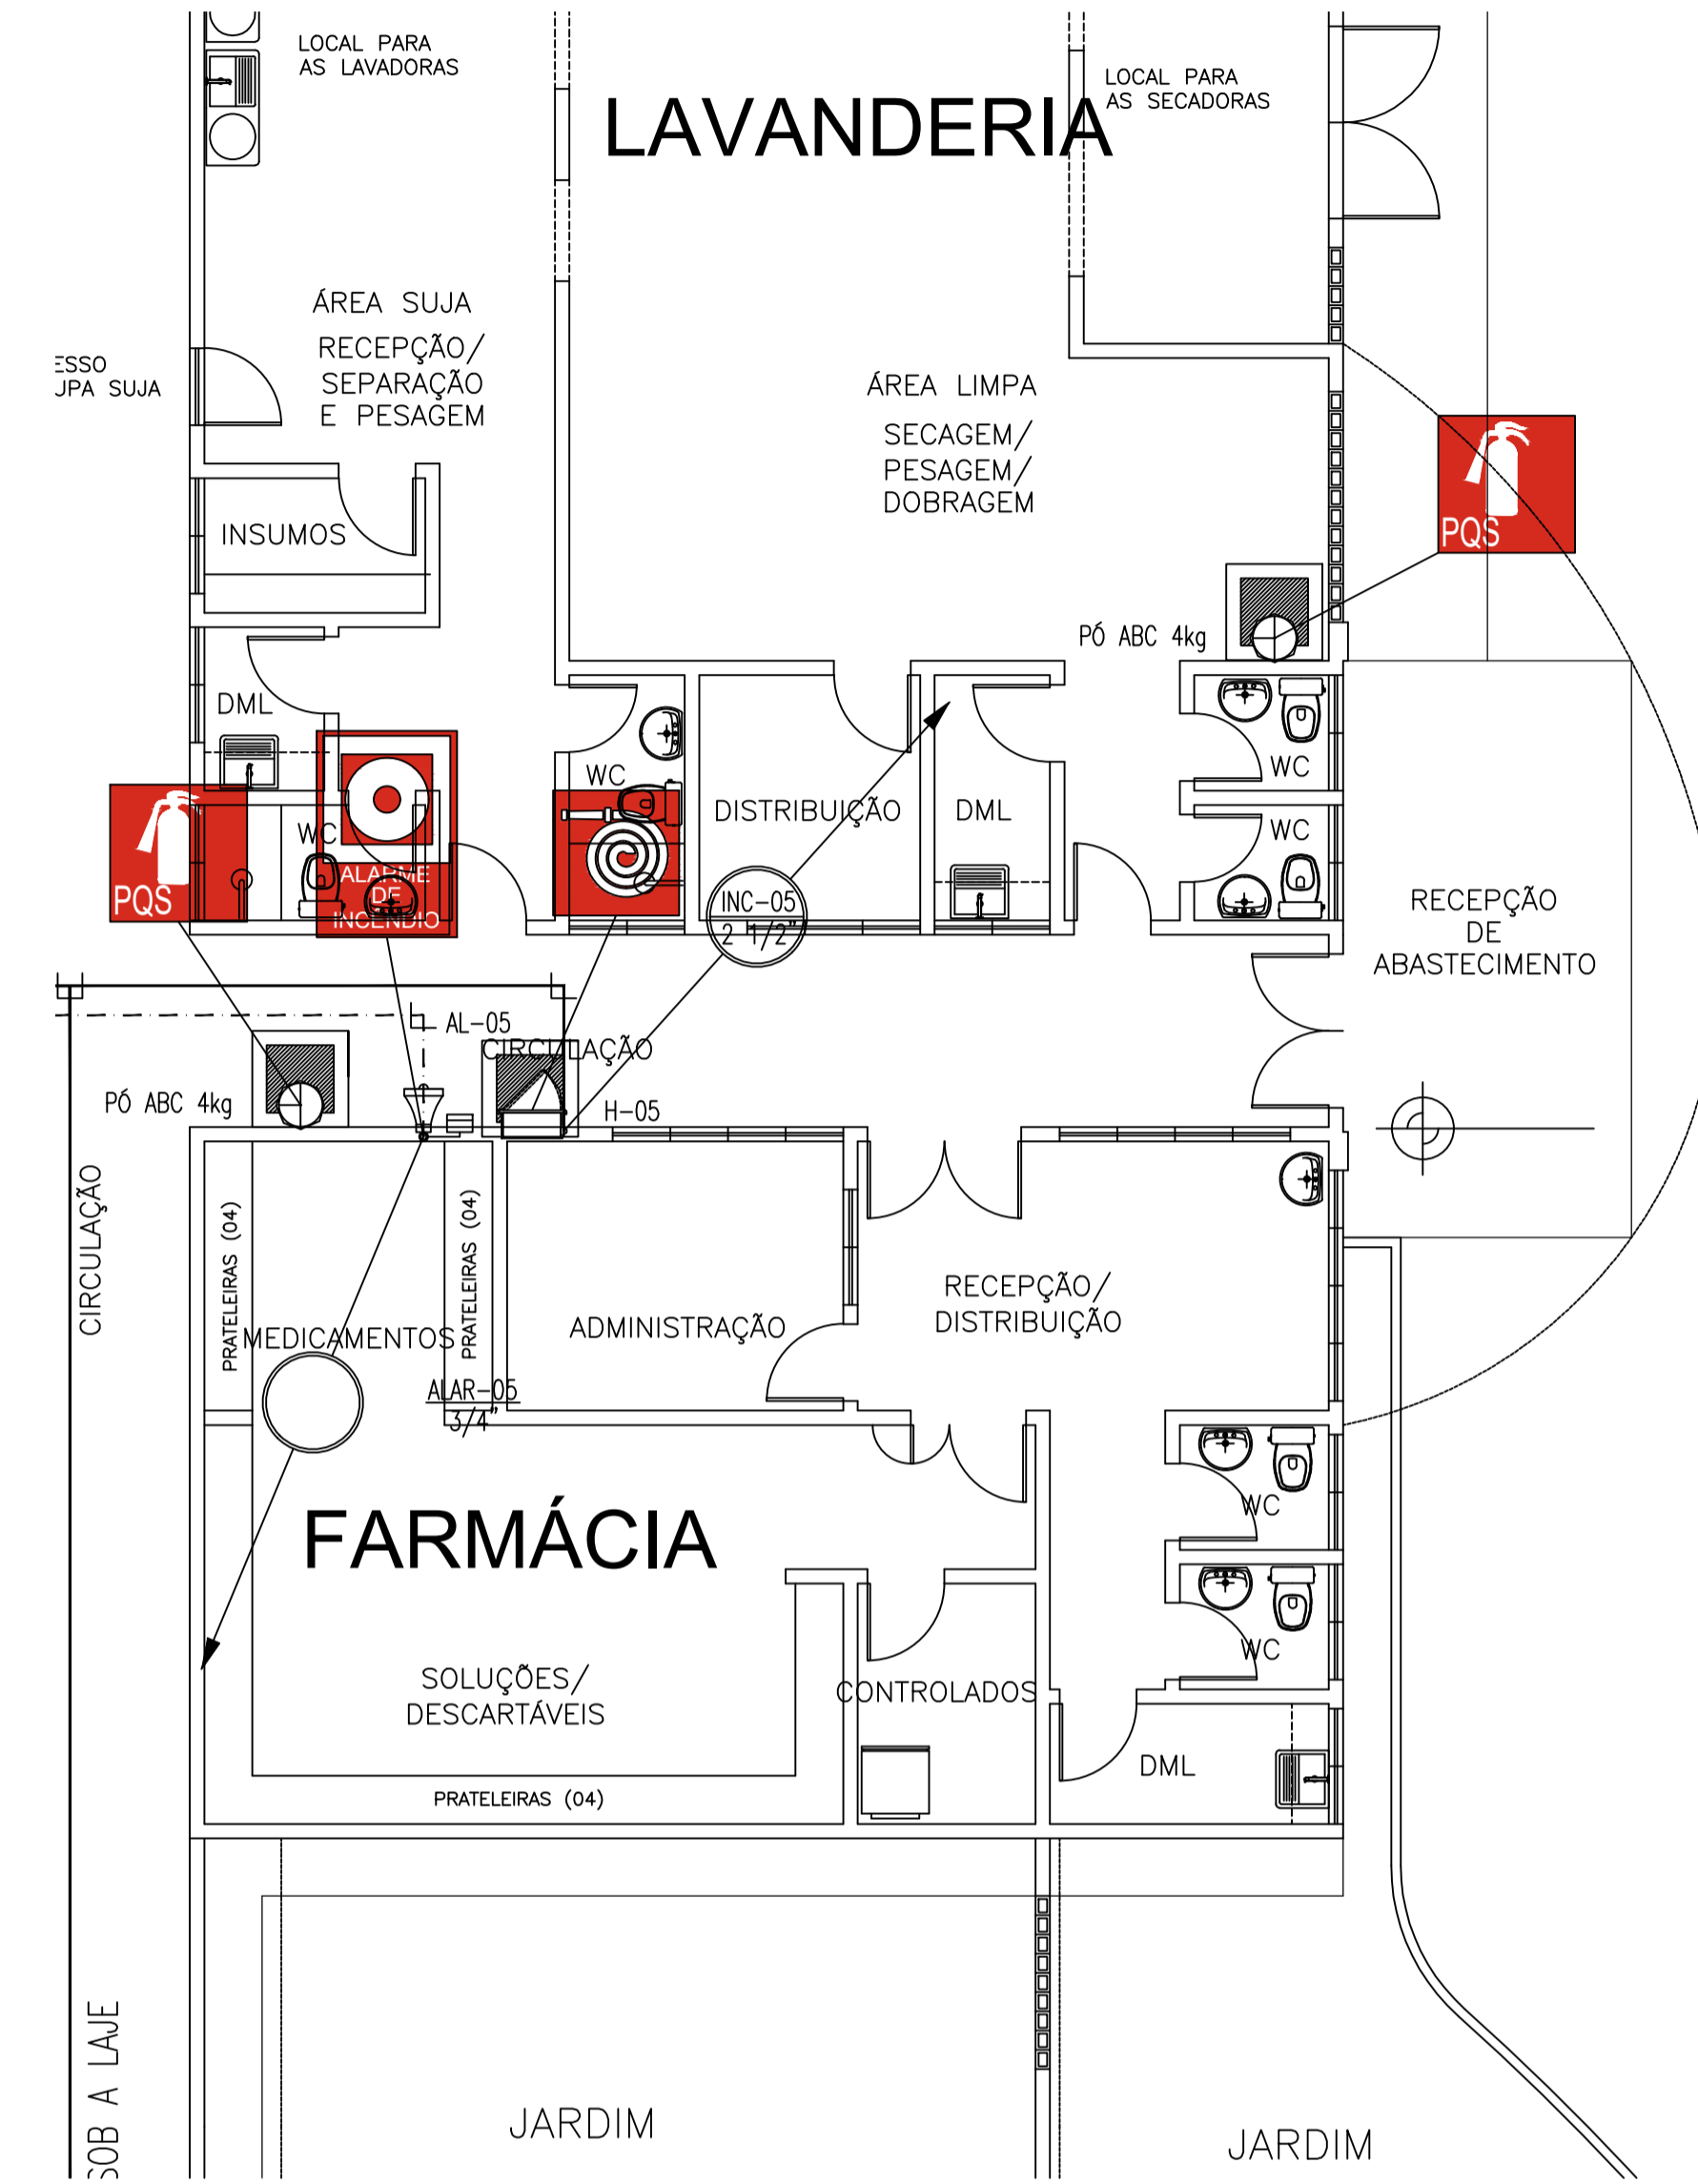 LOCAL PARA
AS LAVADORAS
LAVANDERIA
LOCAL PARA
AS SECADORAS
ÁREA SUJA
RECEPÇÃO/
SEPARAÇÃO
E PESAGEM
ESSO
UPA SUJA
ÁREA LIMPA
SECAGEM/
PESAGEM/
DOBRAGEM
PQS
INSUMOS
PÓ ABC 4kg
DML
WC
WC
DISTRIBUIÇÃO
DML
WC
WC
PQS
ALARME
DE
INCÊNDIO
INC-05
2 1/2"
RECEPÇÃO
DE
ABASTECIMENTO
AL-05
CIRCULAÇÃO
PÓ ABC 4kg
H-05
CIRCULAÇÃO
PRATELEIRAS (04)
PRATELEIRAS (04)
MEDICAMENTOS
ADMINISTRAÇÃO
RECEPÇÃO/
DISTRIBUIÇÃO
ALAR-05
3/4"
FARMÁCIA
WC
WC
SOLUÇÕES/
DESCARTÁVEIS
CONTROLADOS
DML
PRATELEIRAS (04)
SOB A LAJE
JARDIM
JARDIM